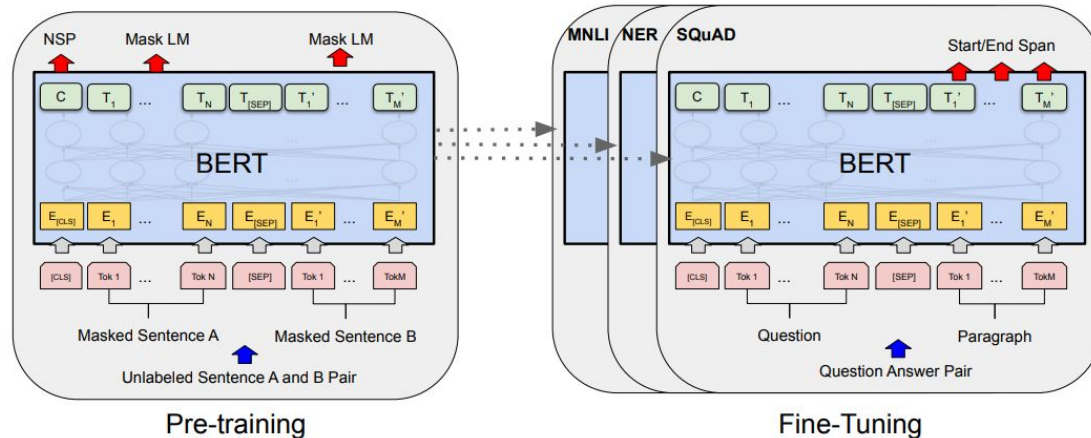 NSP Mask LM Mask LM
C T1 ... TN T[SEP] T1' ... TM'
...
...
BERT
E[CLS] E1 ... EN E[SEP] E1' ... EM'
[CLS] Tok 1 ... Tok N [SEP] Tok 1 ... TokM
Masked Sentence A Masked Sentence B
Unlabeled Sentence A and B Pair
Pre-training
MNLI NER SQuAD
Start/End Span
C T1 ... TN T[SEP] T1' ... TM'
...
...
BERT
E[CLS] E1 ... EN E[SEP] E1' ... EM'
[CLS] Tok 1 ... Tok N [SEP] Tok 1 ... TokM
Question Paragraph
Question Answer Pair
Fine-Tuning